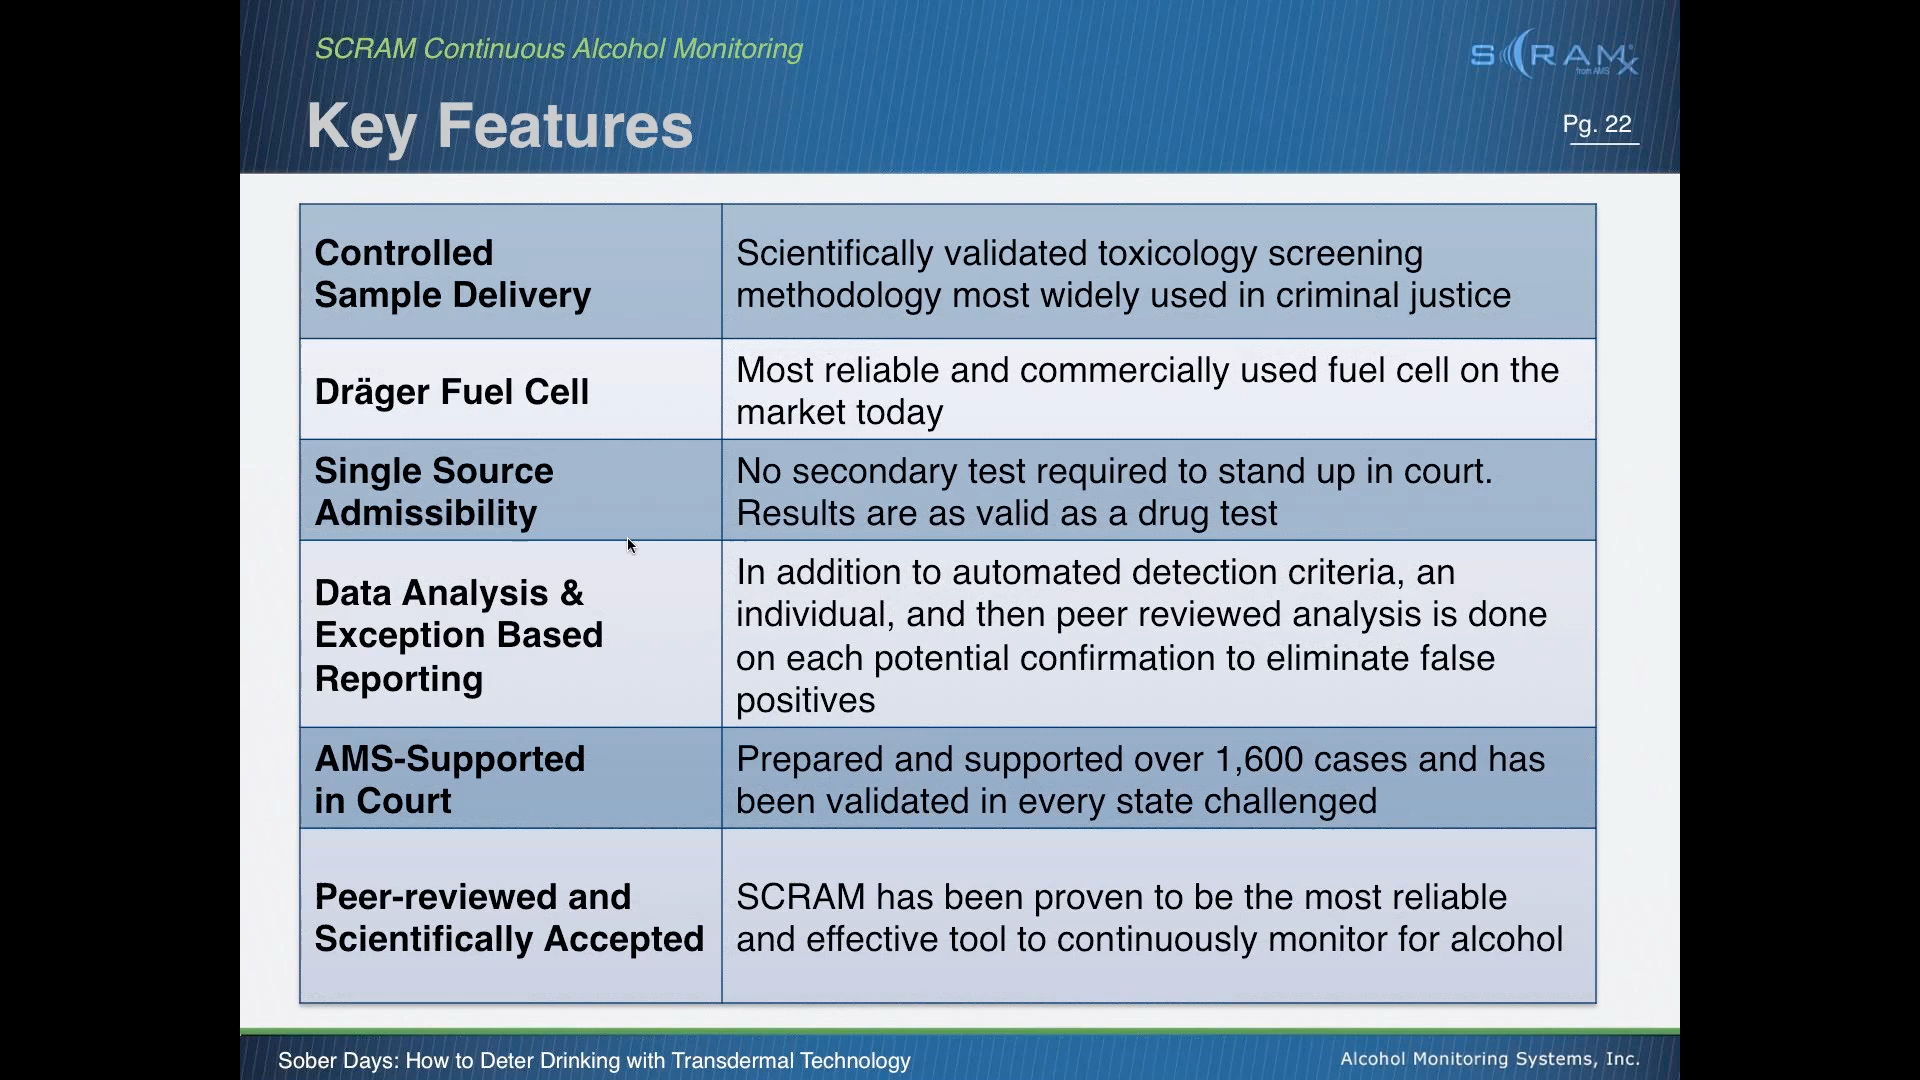 SCRAM Continuous Alcohol Monitoring
SCRAMx
from AMS
Key Features
Pg. 22
Controlled
Sample Delivery
Scientifically validated toxicology screening
methodology most widely used in criminal justice
Dräger Fuel Cell
Most reliable and commercially used fuel cell on the
market today
Single Source
Admissibility
No secondary test required to stand up in court.
Results are as valid as a drug test
Data Analysis &
Exception Based
Reporting
In addition to automated detection criteria, an
individual, and then peer reviewed analysis is done
on each potential confirmation to eliminate false
positives
AMS-Supported
in Court
Prepared and supported over 1,600 cases and has
been validated in every state challenged
Peer-reviewed and
Scientifically Accepted
SCRAM has been proven to be the most reliable
and effective tool to continuously monitor for alcohol
Sober Days: How to Deter Drinking with Transdermal Technology
Alcohol Monitoring Systems, Inc.